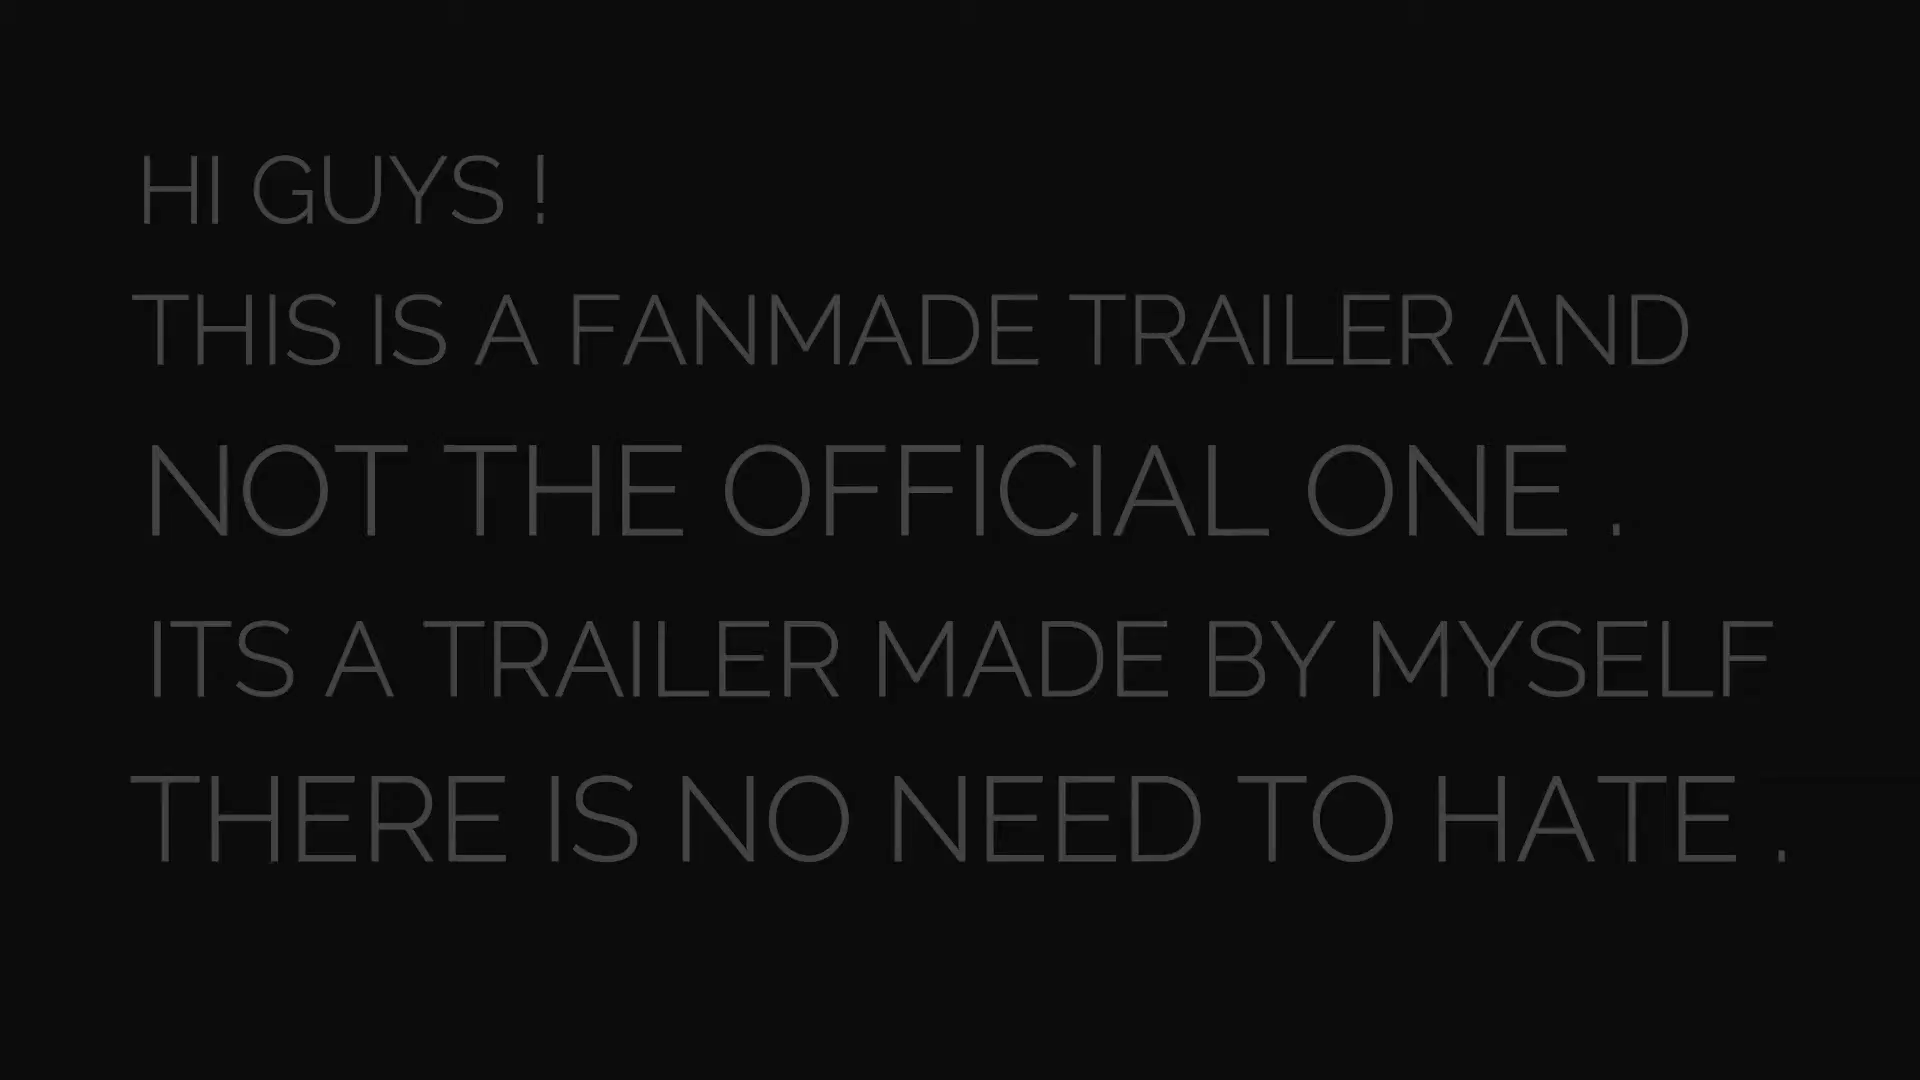 HI GUYS !
THIS IS A FANMADE TRAILER AND
NOT THE OFFICIAL ONE .
ITS A TRAILER MADE BY MYSELF
THERE IS NO NEED TO HATE .